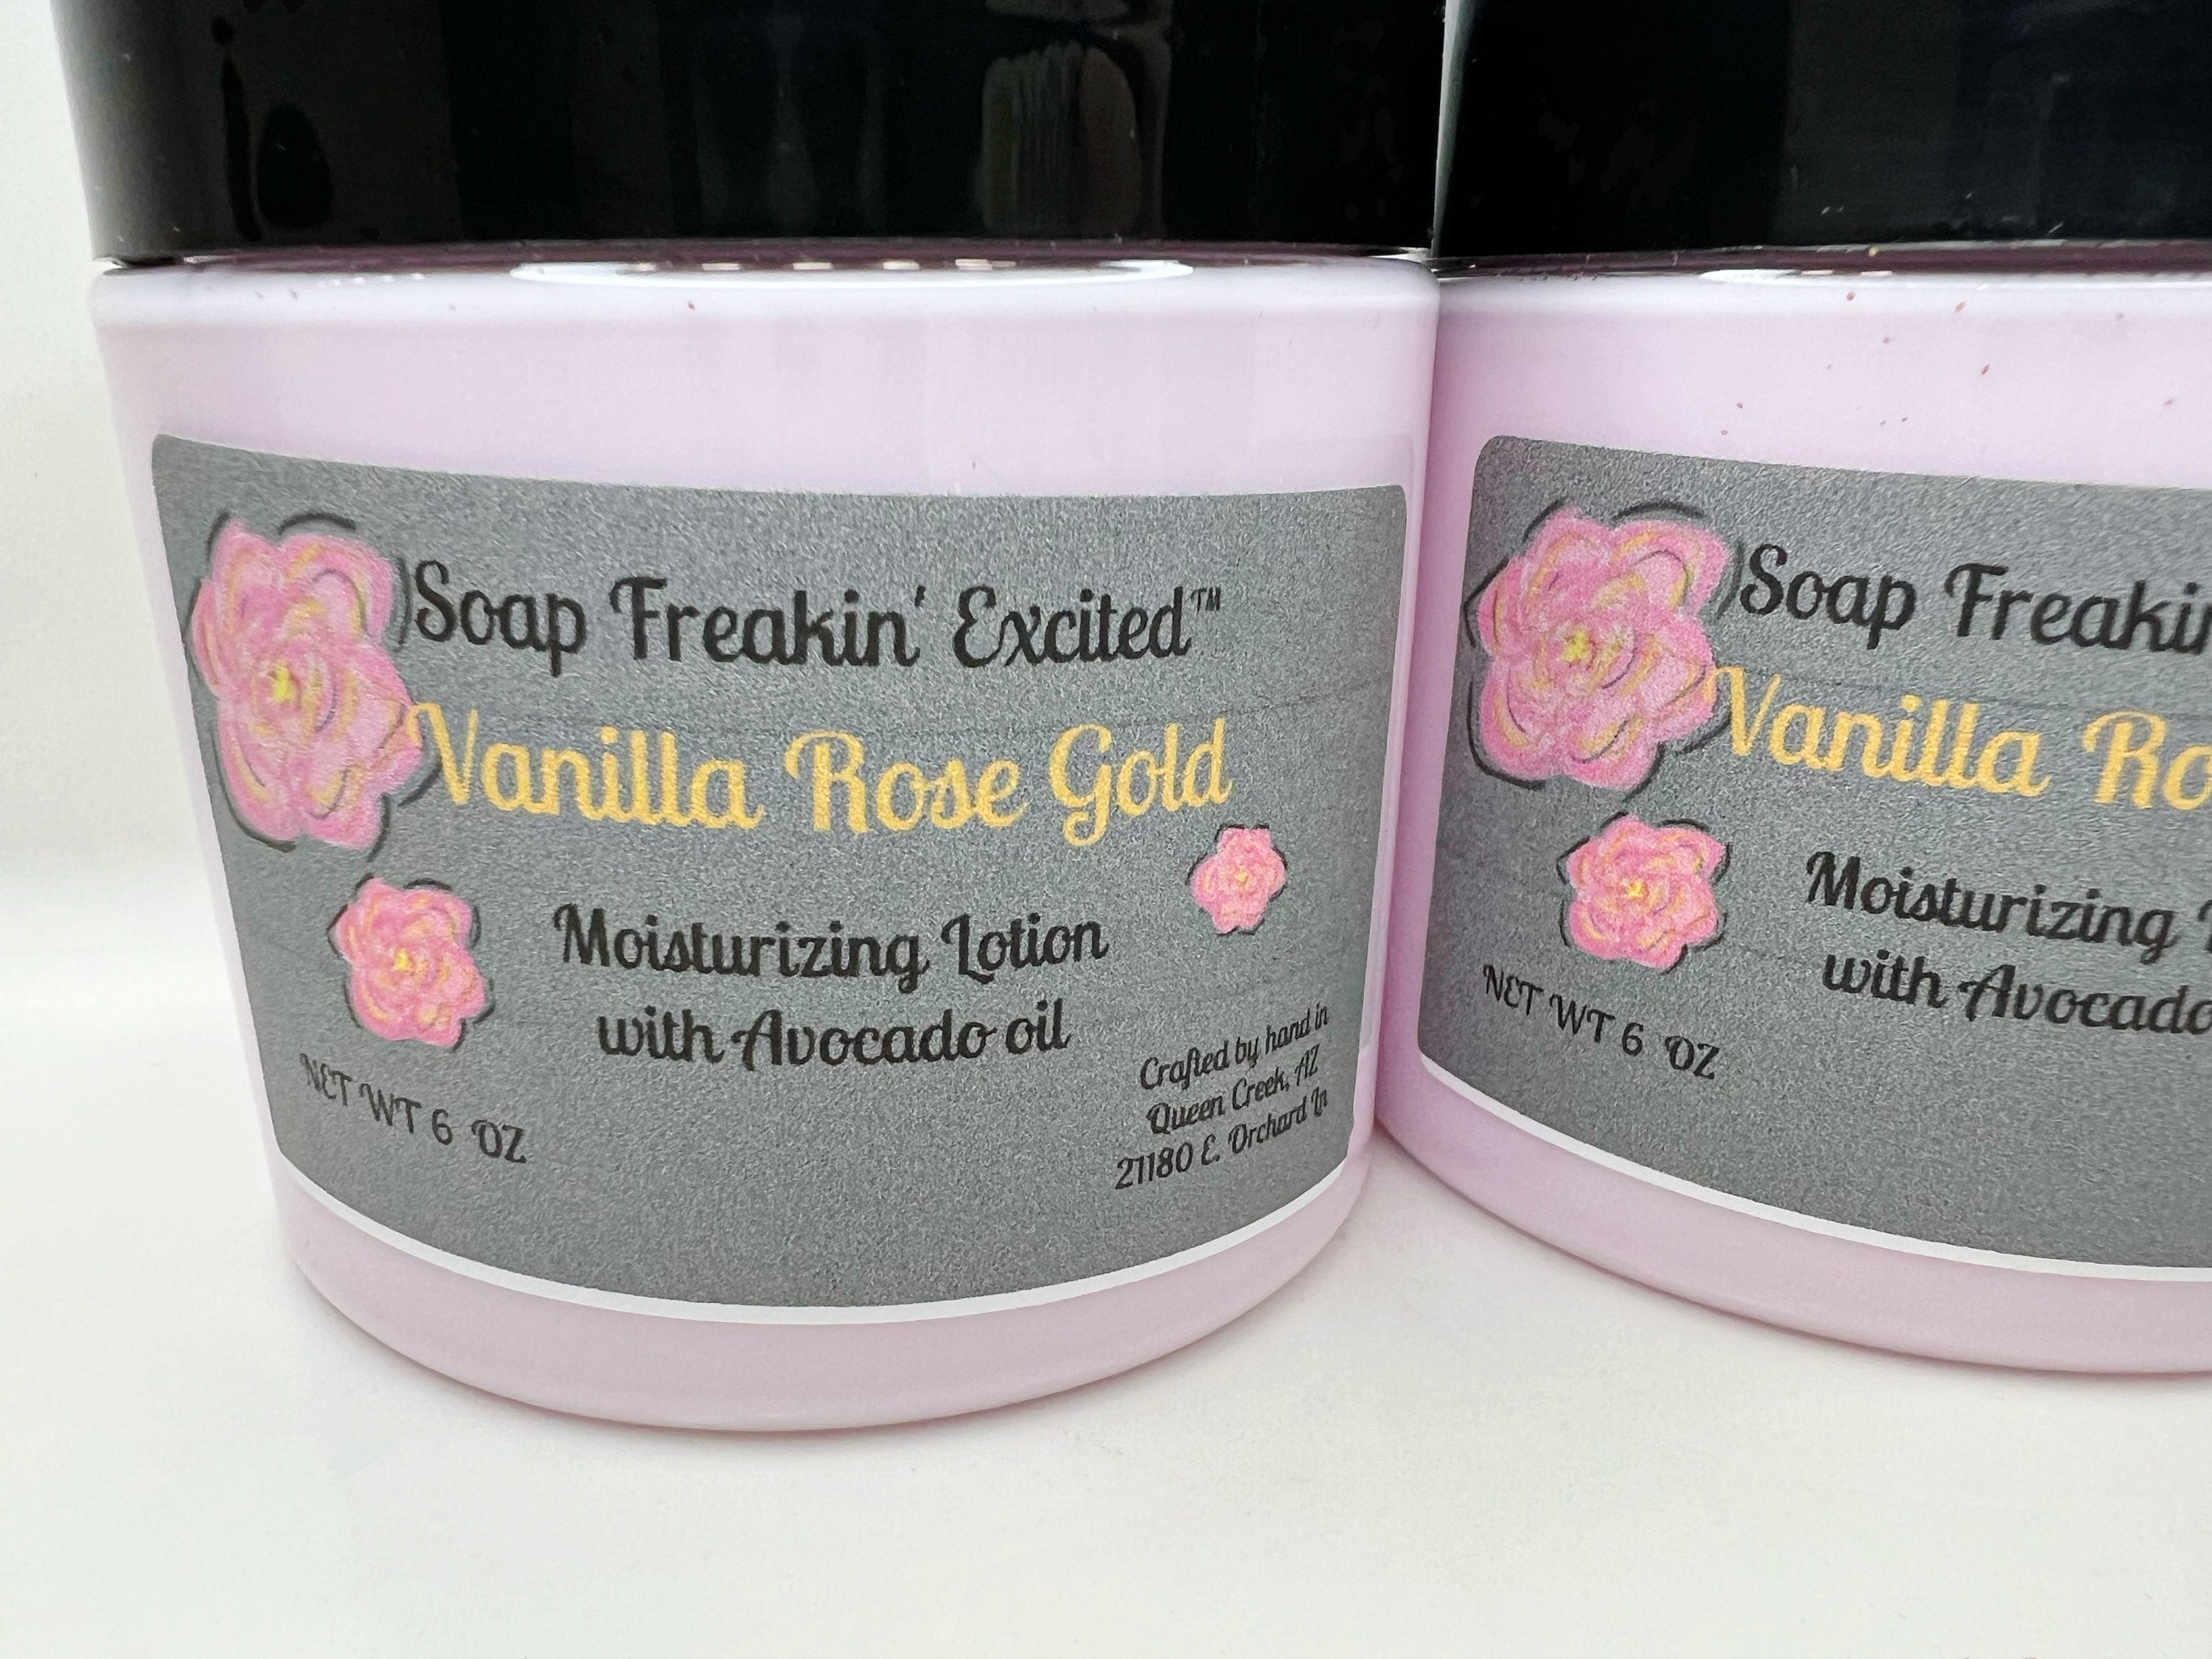 Soap Freakin' Excited™
Vanilla Rose Gold
Moisturizing Lotion
with Avocado oil
NET WT 6 OZ
Crafted by hand in
Queen Creek, AZ
21180 E. Orchard Ln
Soap Freaki
Vanilla Ro
Moisturizing
with Avocado
NET WT 6 OZ